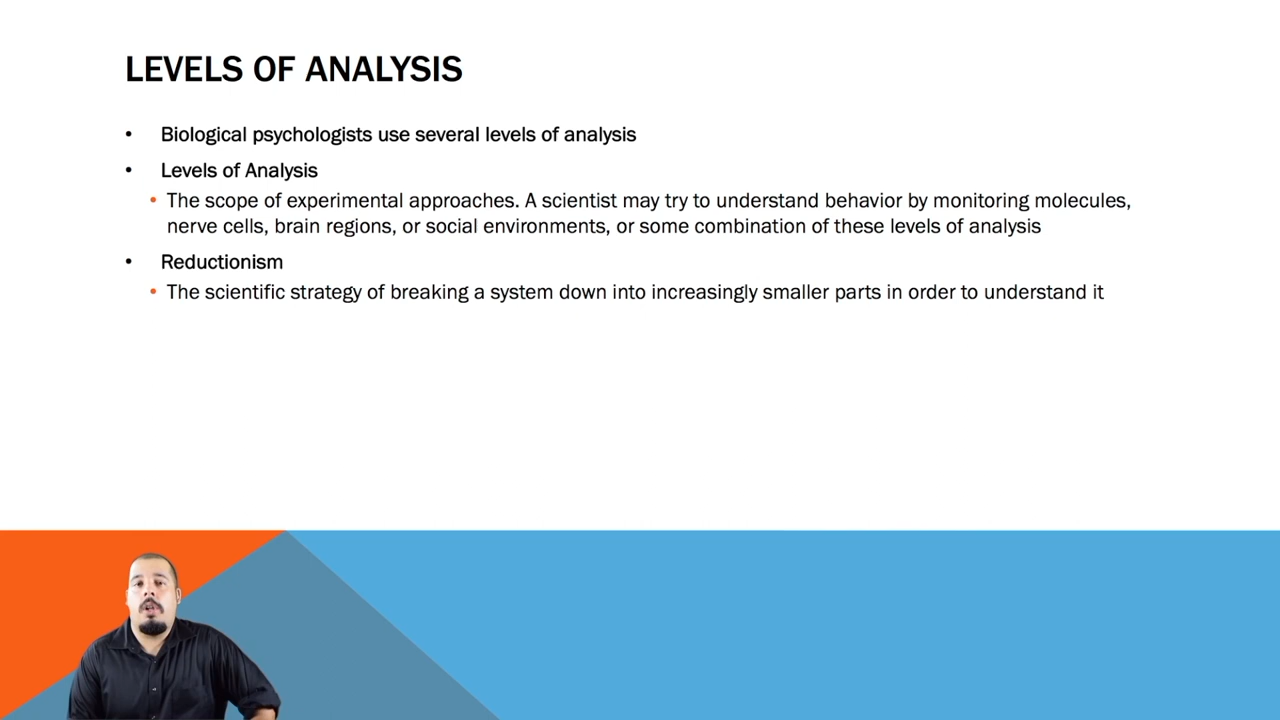 LEVELS OF ANALYSIS
• Biological psychologists use several levels of analysis
• Levels of Analysis
• The scope of experimental approaches. A scientist may try to understand behavior by monitoring molecules,
nerve cells, brain regions, or social environments, or some combination of these levels of analysis
• Reductionism
• The scientific strategy of breaking a system down into increasingly smaller parts in order to understand it